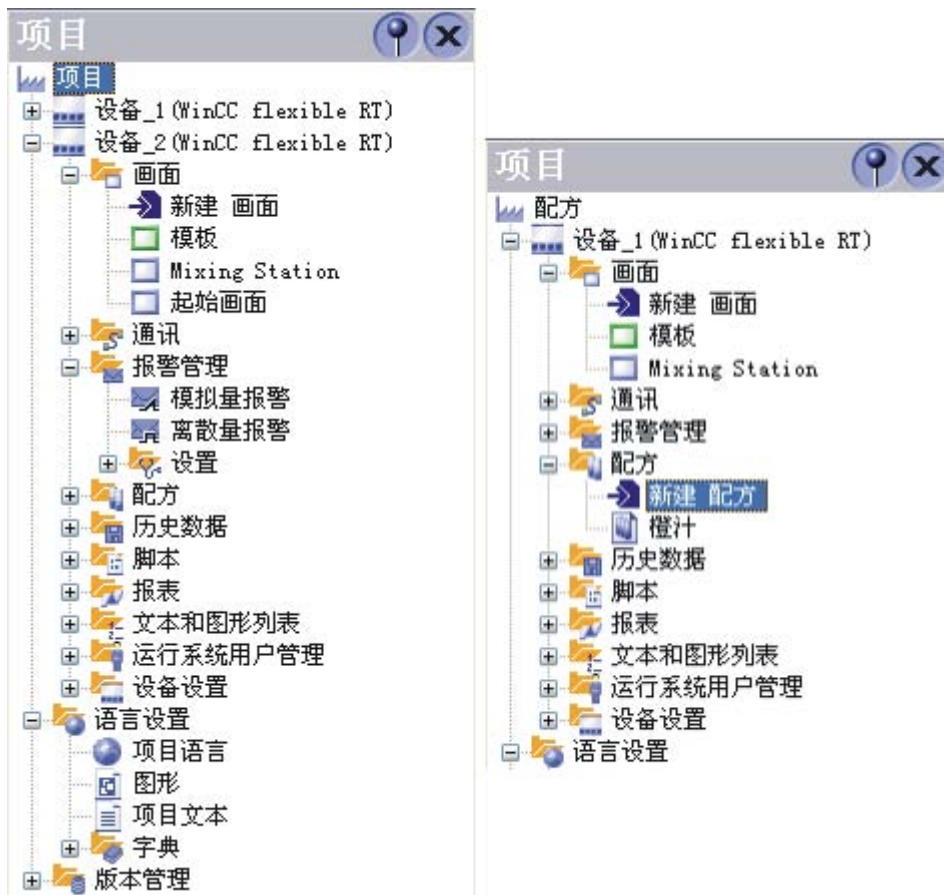 项目
项目
设备_1(WinCC flexible RT)
设备_2(WinCC flexible RT)
画面
新建 画面
模板
Mixing Station
起始画面
通讯
报警管理
模拟量报警
离散量报警
设置
配方
历史数据
脚本
报表
文本和图形列表
运行系统用户管理
设备设置
语言设置
项目语言
图形
项目文本
字典
版本管理
项目
配方
设备_1(WinCC flexible RT)
画面
新建 画面
模板
Mixing Station
通讯
报警管理
配方
新建 配方
橙汁
历史数据
脚本
报表
文本和图形列表
运行系统用户管理
设备设置
语言设置